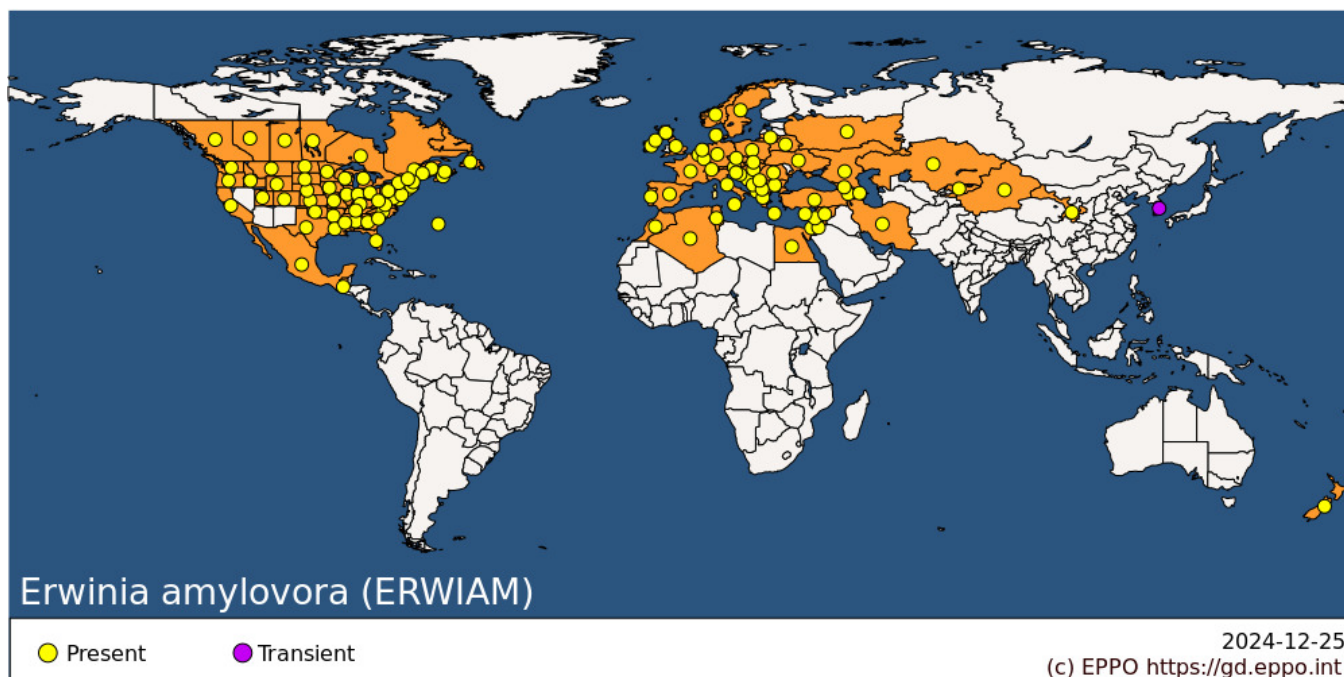 Erwinia amylovora (ERWIAM)
Present
Transient
2024-12-25
(c) EPPO https://gd.eppo.int